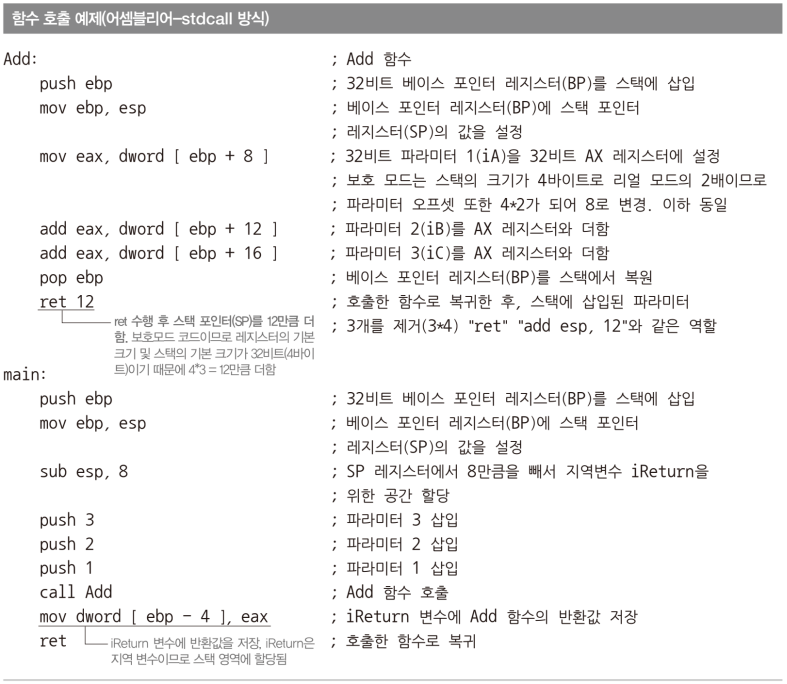 함수 호출 예제(어셈블리어-stdcall 방식)
Add: ; Add 함수
push ebp ; 32비트 베이스 포인터 레지스터(BP)를 스택에 삽입
mov ebp, esp ; 베이스 포인터 레지스터(BP)에 스택 포인터
; 레지스터(SP)의 값을 설정
mov eax, dword [ ebp + 8 ] ; 32비트 파라미터 1(iA)을 32비트 AX 레지스터에 설정
; 보호 모드는 스택의 크기가 4바이트로 리얼 모드의 2배이므로
; 파라미터 오프셋 또한 4*2가 되어 8로 변경. 이하 동일
add eax, dword [ ebp + 12 ] ; 파라미터 2(iB)를 AX 레지스터와 더함
add eax, dword [ ebp + 16 ] ; 파라미터 3(iC)를 AX 레지스터와 더함
pop ebp ; 베이스 포인터 레지스터(BP)를 스택에서 복원
ret 12 ; 호출한 함수로 복귀한 후, 스택에 삽입된 파라미터
; 3개를 제거(3*4) "ret" "add esp, 12"와 같은 역할
ret 수행 후 스택 포인터(SP)를 12만큼 더
함. 보호모드 코드이므로 레지스터의 기본
크기 및 스택의 기본 크기가 32비트(4바이
트)이기 때문에 4*3 = 12만큼 더함
main:
push ebp ; 32비트 베이스 포인터 레지스터(BP)를 스택에 삽입
mov ebp, esp ; 베이스 포인터 레지스터(BP)에 스택 포인터
; 레지스터(SP)의 값을 설정
sub esp, 8 ; SP 레지스터에서 8만큼을 빼서 지역변수 iReturn을
; 위한 공간 할당
push 3 ; 파라미터 3 삽입
push 2 ; 파라미터 2 삽입
push 1 ; 파라미터 1 삽입
call Add ; Add 함수 호출
mov dword [ ebp - 4 ], eax ; iReturn 변수에 Add 함수의 반환값 저장
ret ; 호출한 함수로 복귀
iReturn 변수에 반환값을 저장, iReturn은
지역 변수이므로 스택 영역에 할당됨